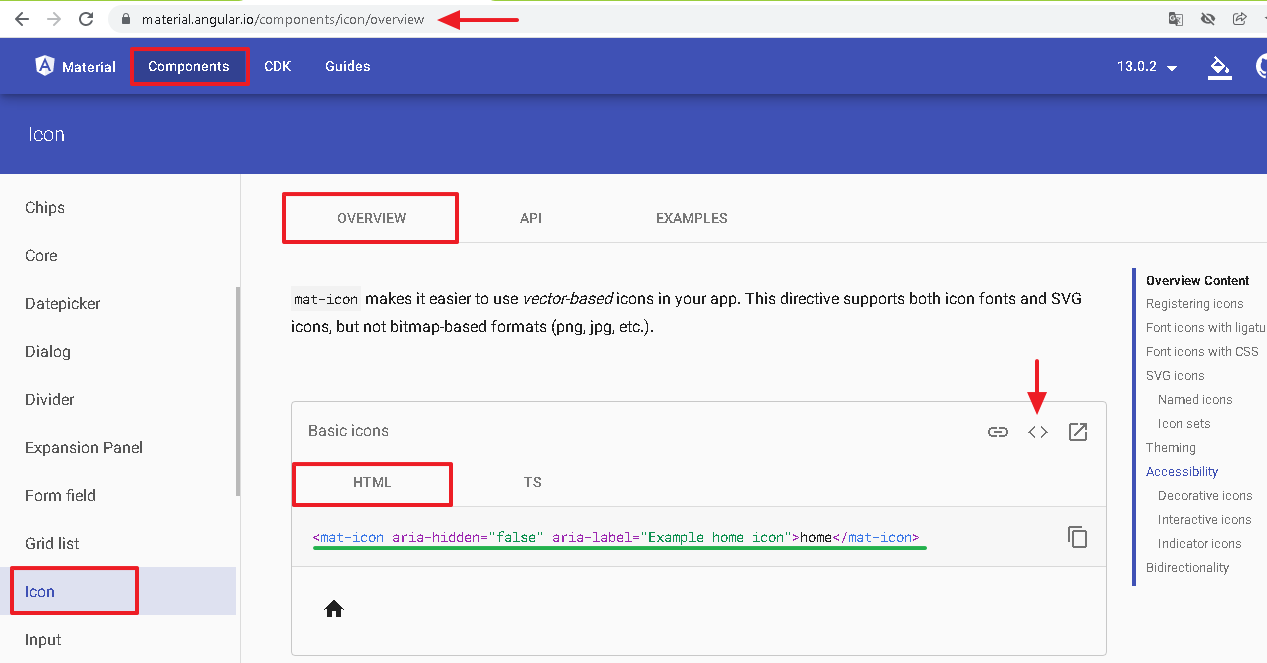 material.angular.io/components/icon/overview
Material Components CDK Guides 13.0.2
Icon
Chips
Core
Datepicker
Dialog
Divider
Expansion Panel
Form field
Grid list
Icon
Input
OVERVIEW API EXAMPLES
mat-icon makes it easier to use vector-based icons in your app. This directive supports both icon fonts and SVG
icons, but not bitmap-based formats (png, jpg, etc.).
Basic icons
HTML TS
<mat-icon aria-hidden="false" aria-label="Example home icon">home</mat-icon>
Overview Content
Registering icons
Font icons with ligatu
Font icons with CSS
SVG icons
Named icons
Icon sets
Theming
Accessibility
Decorative icons
Interactive icons
Indicator icons
Bidirectionality